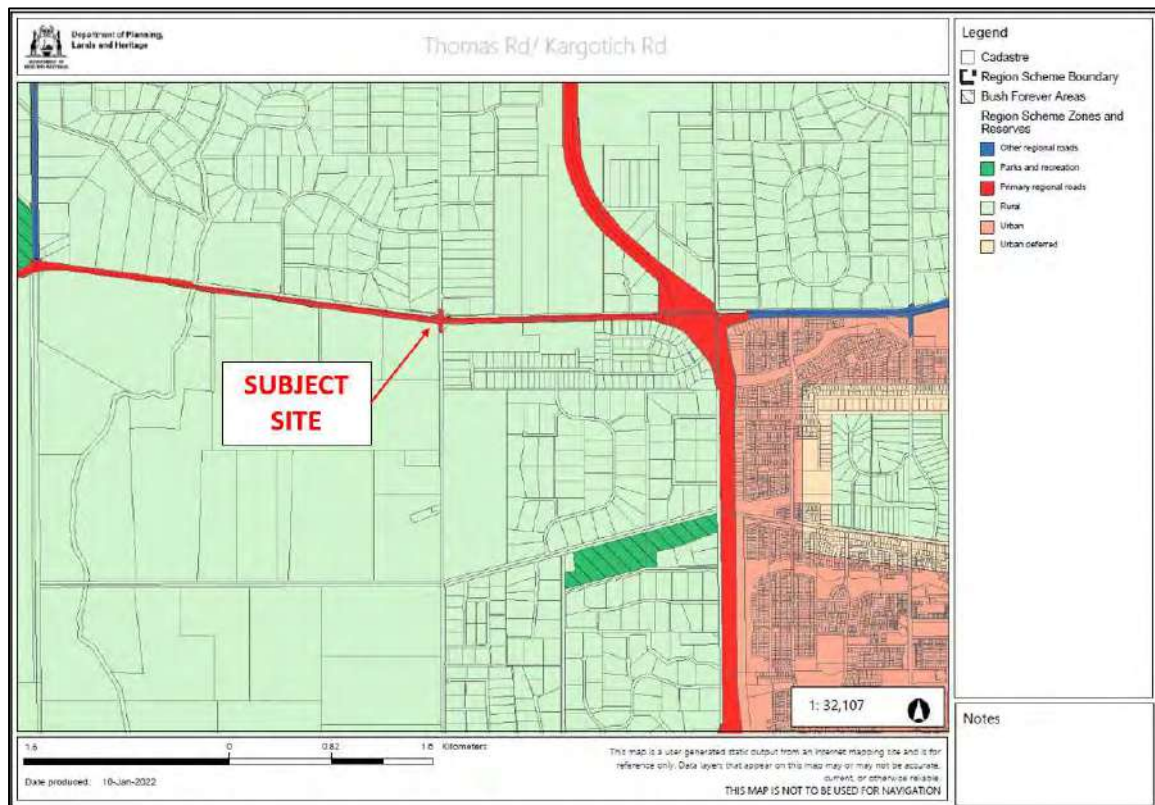 Department of Planning,
Lands and Heritage
Thomas Rd/ Kargotich Rd
Legend
Cadastre
Region Scheme Boundary
Bush Forever Areas
Region Scheme Zones and
Reserves
Other regional roads
Parks and recreation
Primary regional roads
Rural
Urban
Urban deferred
SUBJECT
SITE
1: 32,107
Notes
1.6 0 0.82 1.6 Kilometers
Date produced: 10-Jan-2022
This map is a user generated static output from an Internet mapping site and is for
reference only. Data layers that appear on this map may or may not be accurate,
current, or otherwise reliable.
THIS MAP IS NOT TO BE USED FOR NAVIGATION